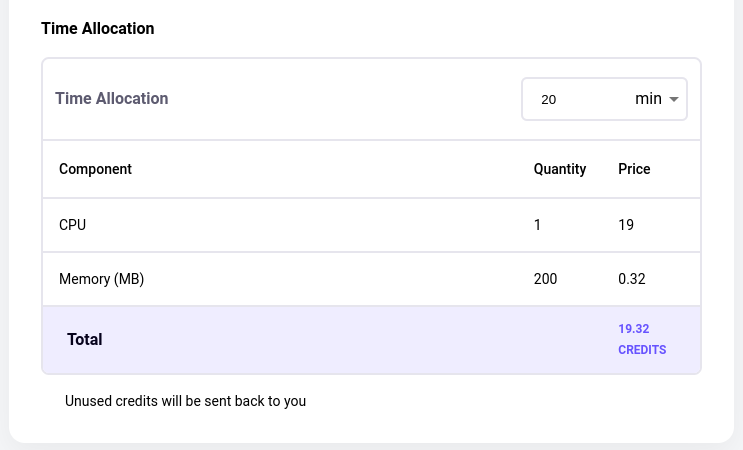 Time Allocation
Time Allocation 20 min
Component Quantity Price
CPU 1 19
Memory (MB) 200 0.32
Total 19.32
CREDITS
Unused credits will be sent back to you